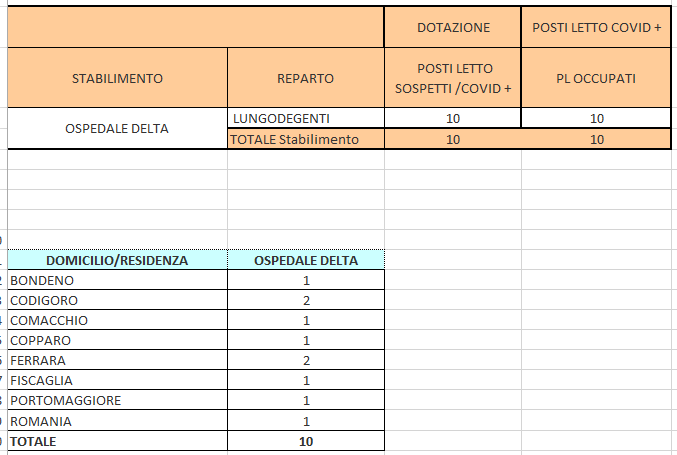 DOTAZIONE POSTI LETTO COVID +
STABILIMENTO REPARTO POSTI LETTO SOSPETTI /COVID + PL OCCUPATI
OSPEDALE DELTA LUNGODEGENTI 10 10
TOTALE Stabilimento 10 10
DOMICILIO/RESIDENZA OSPEDALE DELTA
BONDENO 1
CODIGORO 2
COMACCHIO 1
COPPARO 1
FERRARA 2
FISCAGLIA 1
PORTOMAGGIORE 1
ROMANIA 1
TOTALE 10